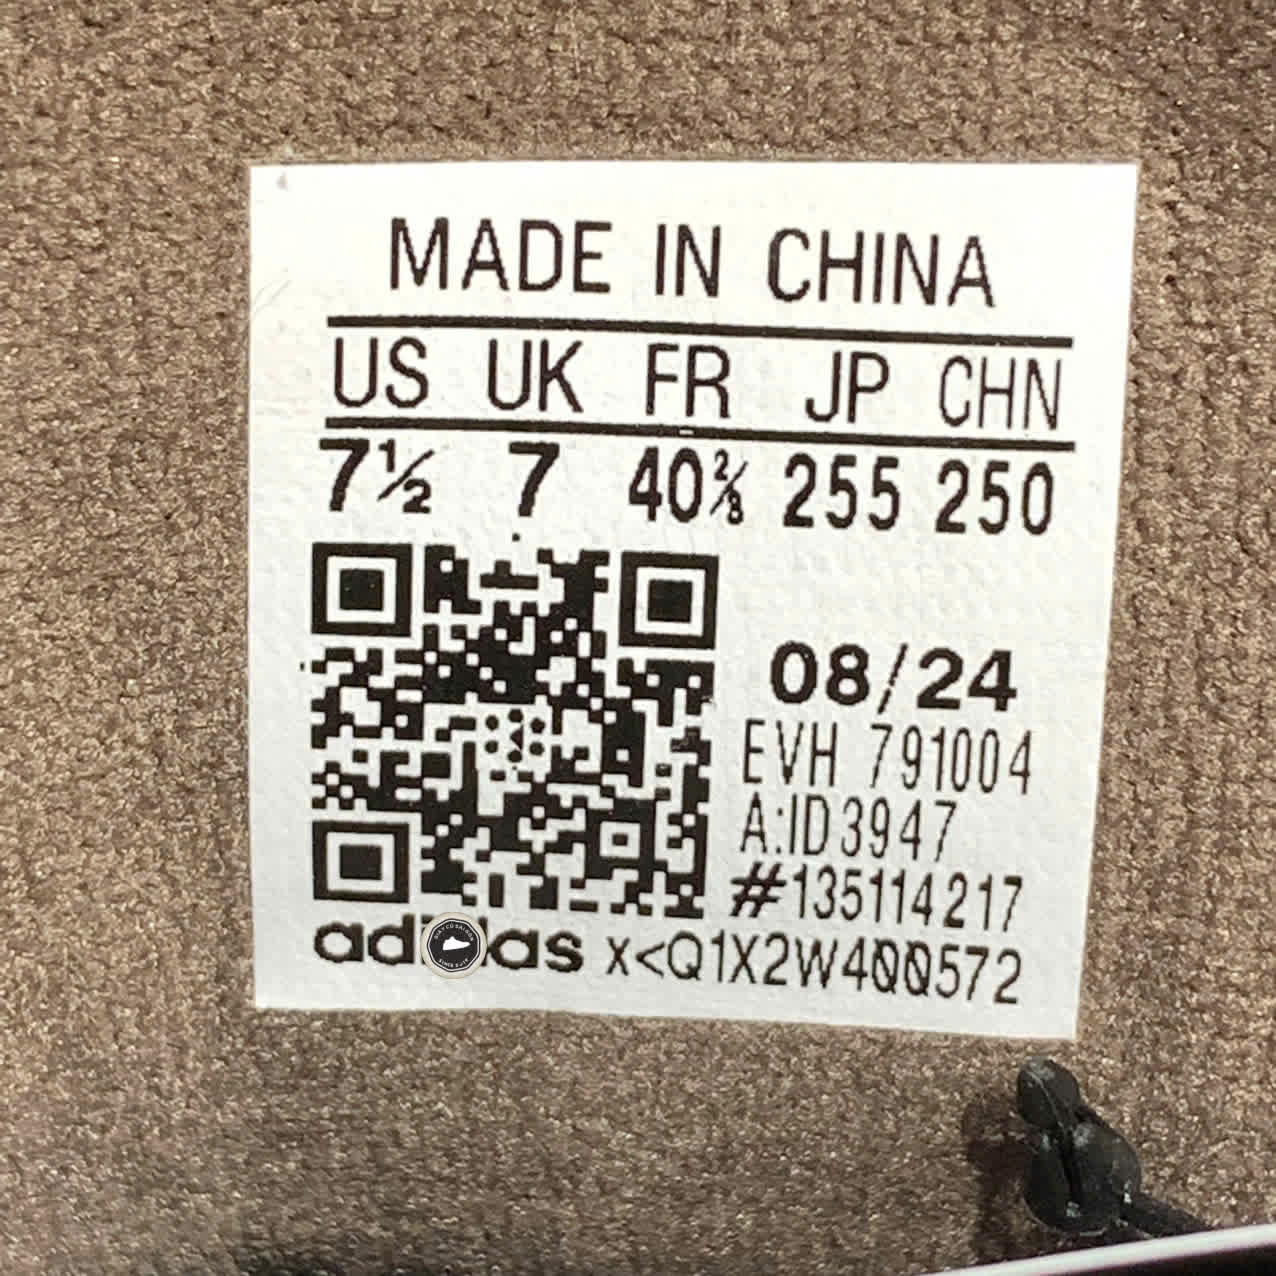 MADE IN CHINA
US UK FR JP CHN
7½ 7 40⅔ 255 250
08/24
EVH 791004
A:ID3947
#135114217
adidas x<Q1X2W400572